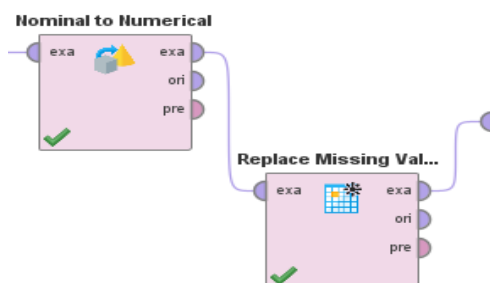 Nominal to Numerical
exa exa
ori
pre
Replace Missing Val...
exa exa
ori
pre